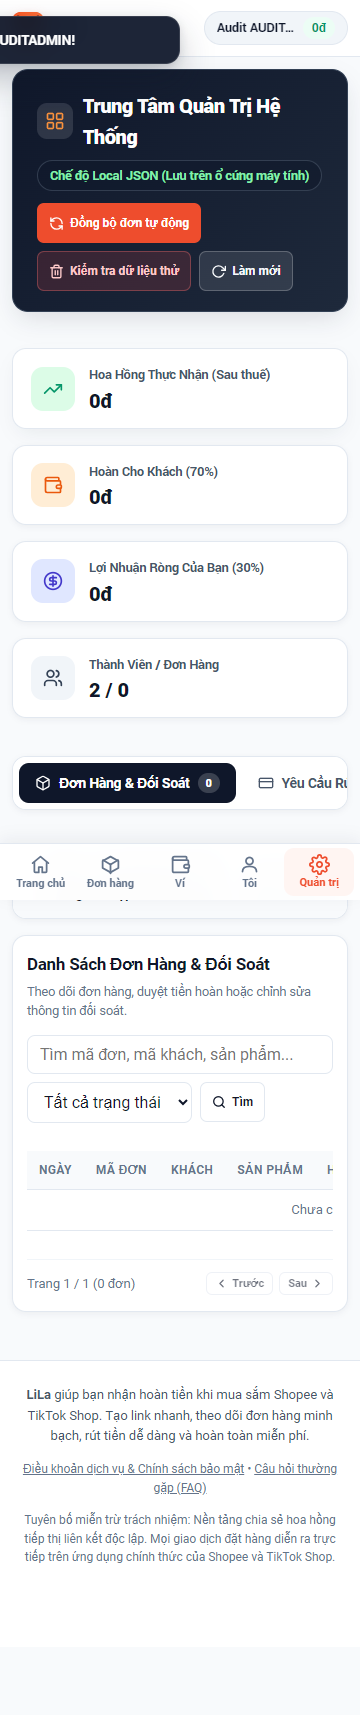 UDITADMIN!
Audit AUDIT... 0đ
Trung Tâm Quản Trị Hệ
Thống
Chế độ Local JSON (Lưu trên ổ cứng máy tính)
Đồng bộ đơn tự động
Kiểm tra dữ liệu thử
Làm mới
Hoa Hồng Thực Nhận (Sau thuế)
0đ
Hoàn Cho Khách (70%)
0đ
Lợi Nhuận Ròng Của Bạn (30%)
0đ
Thành Viên / Đơn Hàng
2 / 0
Đơn Hàng & Đối Soát 0
Yêu Cầu Rú
Trang chủ
Đơn hàng
Ví
Tôi
Quản trị
Danh Sách Đơn Hàng & Đối Soát
Theo dõi đơn hàng, duyệt tiền hoàn hoặc chỉnh sửa
thông tin đối soát.
Tìm mã đơn, mã khách, sản phẩm...
Tất cả trạng thái
Tìm
NGÀY MÃ ĐƠN KHÁCH SẢN PHẨM H
Chưa c
Trang 1 / 1 (0 đơn)
Trước
Sau
LiLa giúp bạn nhận hoàn tiền khi mua sắm Shopee và
TikTok Shop. Tạo link nhanh, theo dõi đơn hàng minh
bạch, rút tiền dễ dàng và hoàn toàn miễn phí.
Điều khoản dịch vụ & Chính sách bảo mật • Câu hỏi thường
gặp (FAQ)
Tuyên bố miễn trừ trách nhiệm: Nền tảng chia sẻ hoa hồng
tiếp thị liên kết độc lập. Mọi giao dịch đặt hàng diễn ra trực
tiếp trên ứng dụng chính thức của Shopee và TikTok Shop.